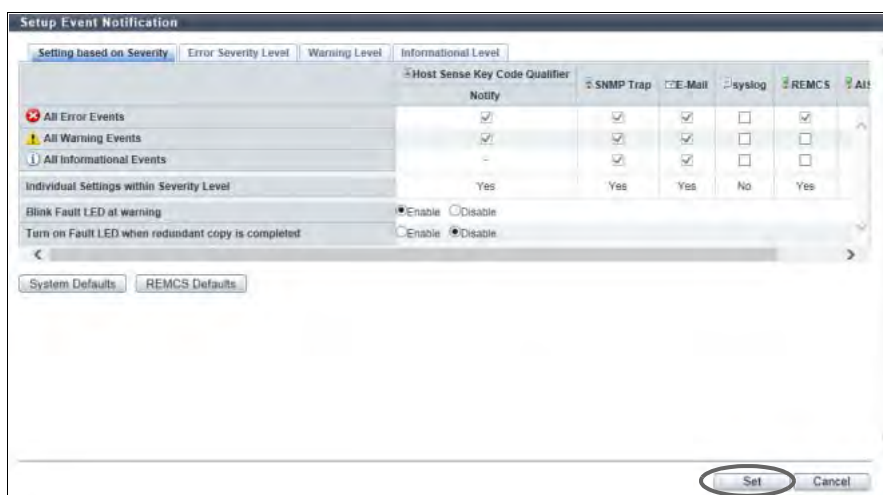 Setup Event Notification
Setting based on Severity Error Severity Level Warning Level Informational Level
Host Sense Key Code Qualifier SNMP Trap E-Mail syslog REMCS AIS
Notify
All Error Events
All Warning Events
All Informational Events -
Individual Settings within Severity Level Yes Yes Yes No Yes
Blink Fault LED at warning Enable Disable
Turn on Fault LED when redundant copy is completed Enable Disable
System Defaults REMCS Defaults
Set Cancel